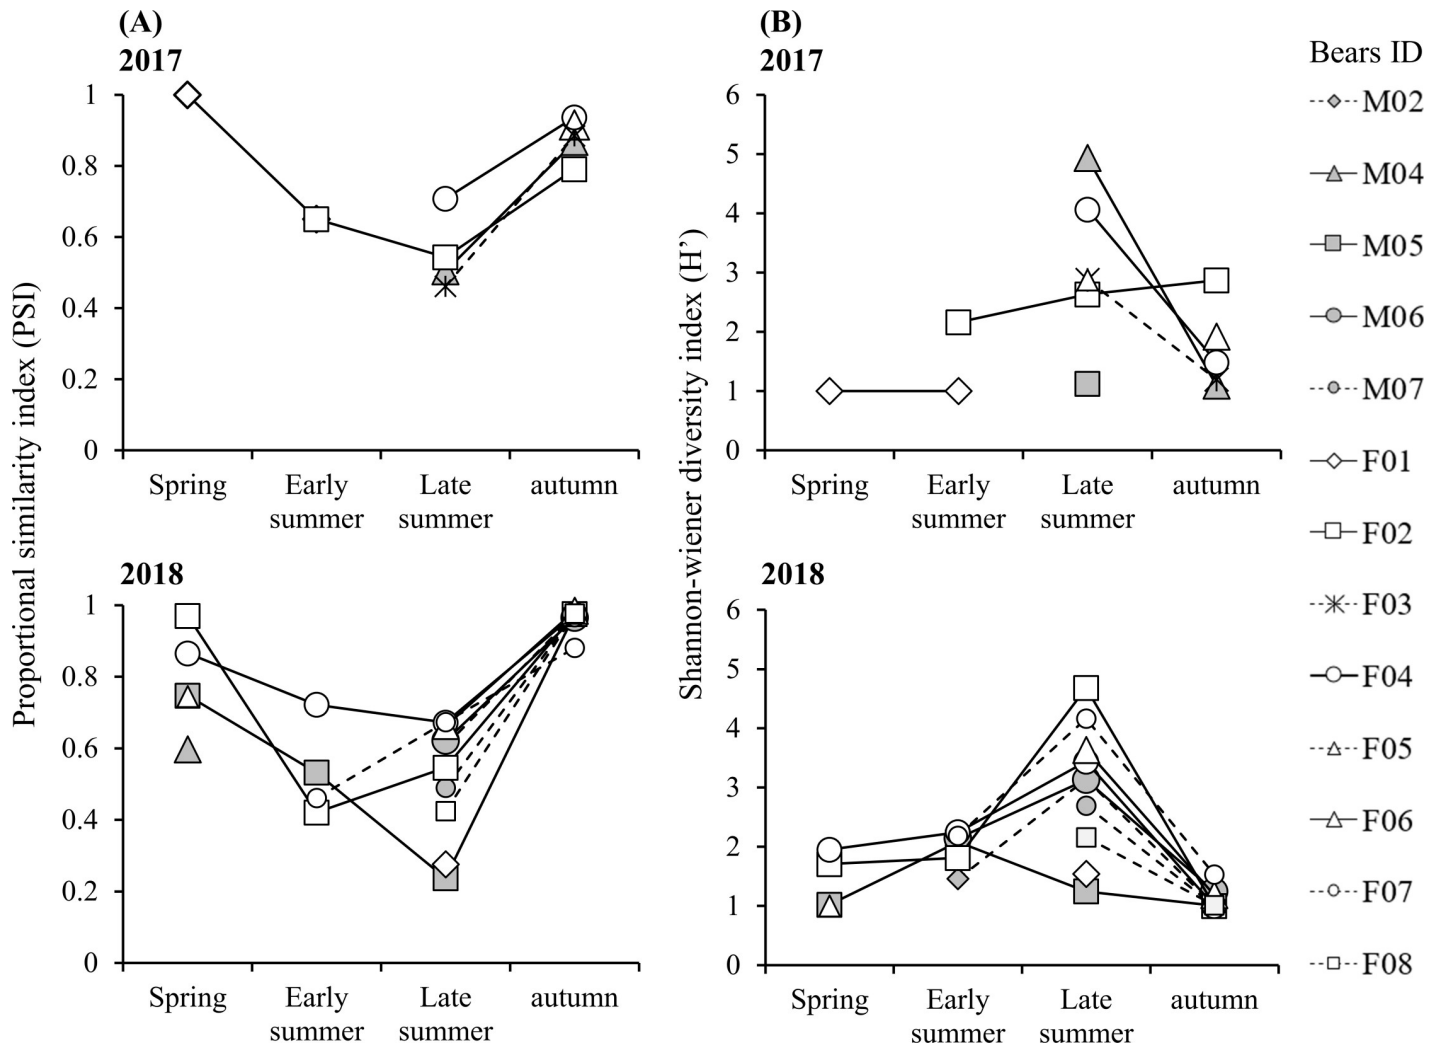 (A)
2017
Proportional similarity index (PSI)
1
0.8
0.6
0.4
0.2
0
Spring
Early
summer
Late
summer
autumn
2018
1
0.8
0.6
0.4
0.2
0
Spring
Early
summer
Late
summer
autumn
(B)
2017
Shannon-wiener diversity index (H’)
6
5
4
3
2
1
0
Spring
Early
summer
Late
summer
autumn
2018
6
5
4
3
2
1
0
Spring
Early
summer
Late
summer
autumn
Bears ID
M02
M04
M05
M06
M07
F01
F02
F03
F04
F05
F06
F07
F08